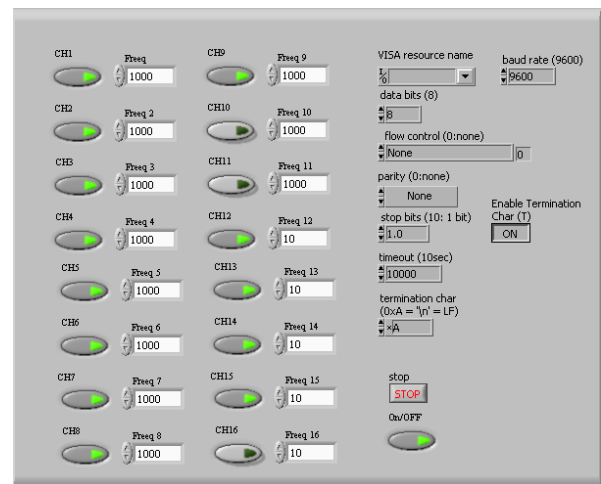 CH1
Freq
1000
CH2
Freq 2
1000
CH3
Freq 3
1000
CH4
Freq 4
1000
CH5
Freq 5
1000
CH6
Freq 6
1000
CH7
Freq 7
1000
CH8
Freq 8
1000
CH9
Freq 9
1000
CH10
Freq 10
1000
CH11
Freq 11
1000
CH12
Freq 12
10
CH13
Freq 13
10
CH14
Freq 14
10
CH15
Freq 15
10
CH16
Freq 16
10
VISA resource name
I/0
baud rate (9600)
9600
data bits (8)
8
flow control (0:none)
None
0
parity (0:none)
None
stop bits (10: 1 bit)
1.0
Enable Termination
Char (T)
ON
timeout (10sec)
10000
termination char
(0xA = '\n' = LF)
×A
stop
STOP
On/OFF